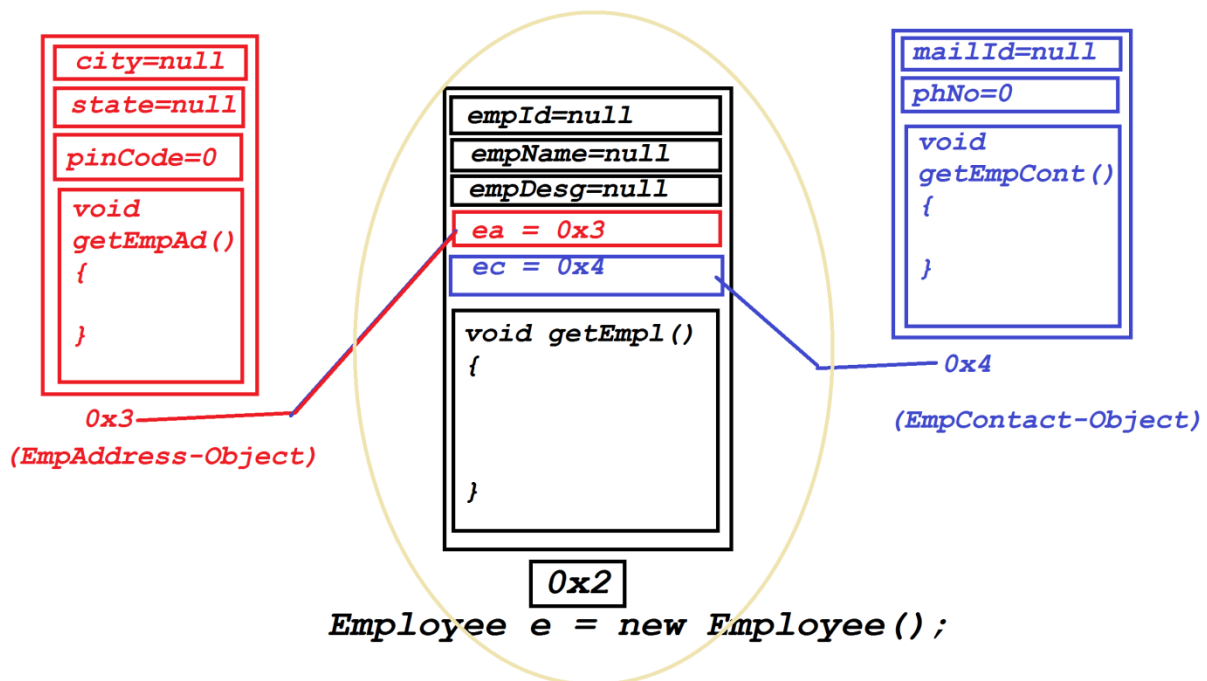 city=null
state=null
pinCode=0
void
getEmpAd()
{
}
0x3
(EmpAddress-Object)
empId=null
empName=null
empDesg=null
ea = 0x3
ec = 0x4
void getEmpl()
{
}
0x2
Employee e = new Employee();
mailId=null
phNo=0
void
getEmpCont()
{
}
0x4
(EmpContact-Object)